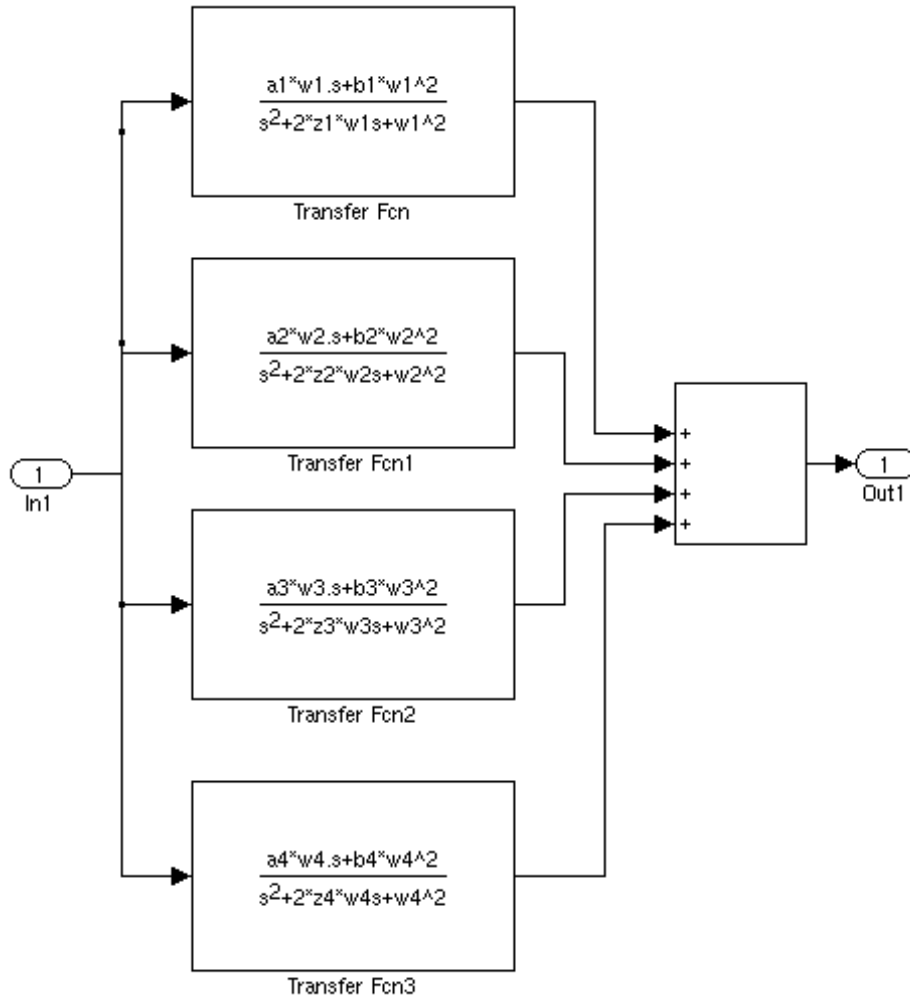 a1*w1.s+b1*w1^2
s2+2*z1*w1s+w1^2
Transfer Fcn
a2*w2.s+b2*w2^2
s2+2*z2*w2s+w2^2
Transfer Fcn1
1
In1
+
+
+
+
1
Out1
a3*w3.s+b3*w3^2
s2+2*z3*w3s+w3^2
Transfer Fcn2
a4*w4.s+b4*w4^2
s2+2*z4*w4s+w4^2
Transfer Fcn3